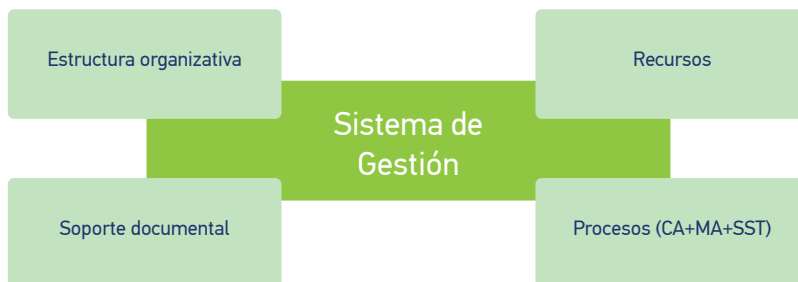 Estructura organizativa
Recursos
Sistema de
Gestión
Soporte documental
Procesos (CA+MA+SST)